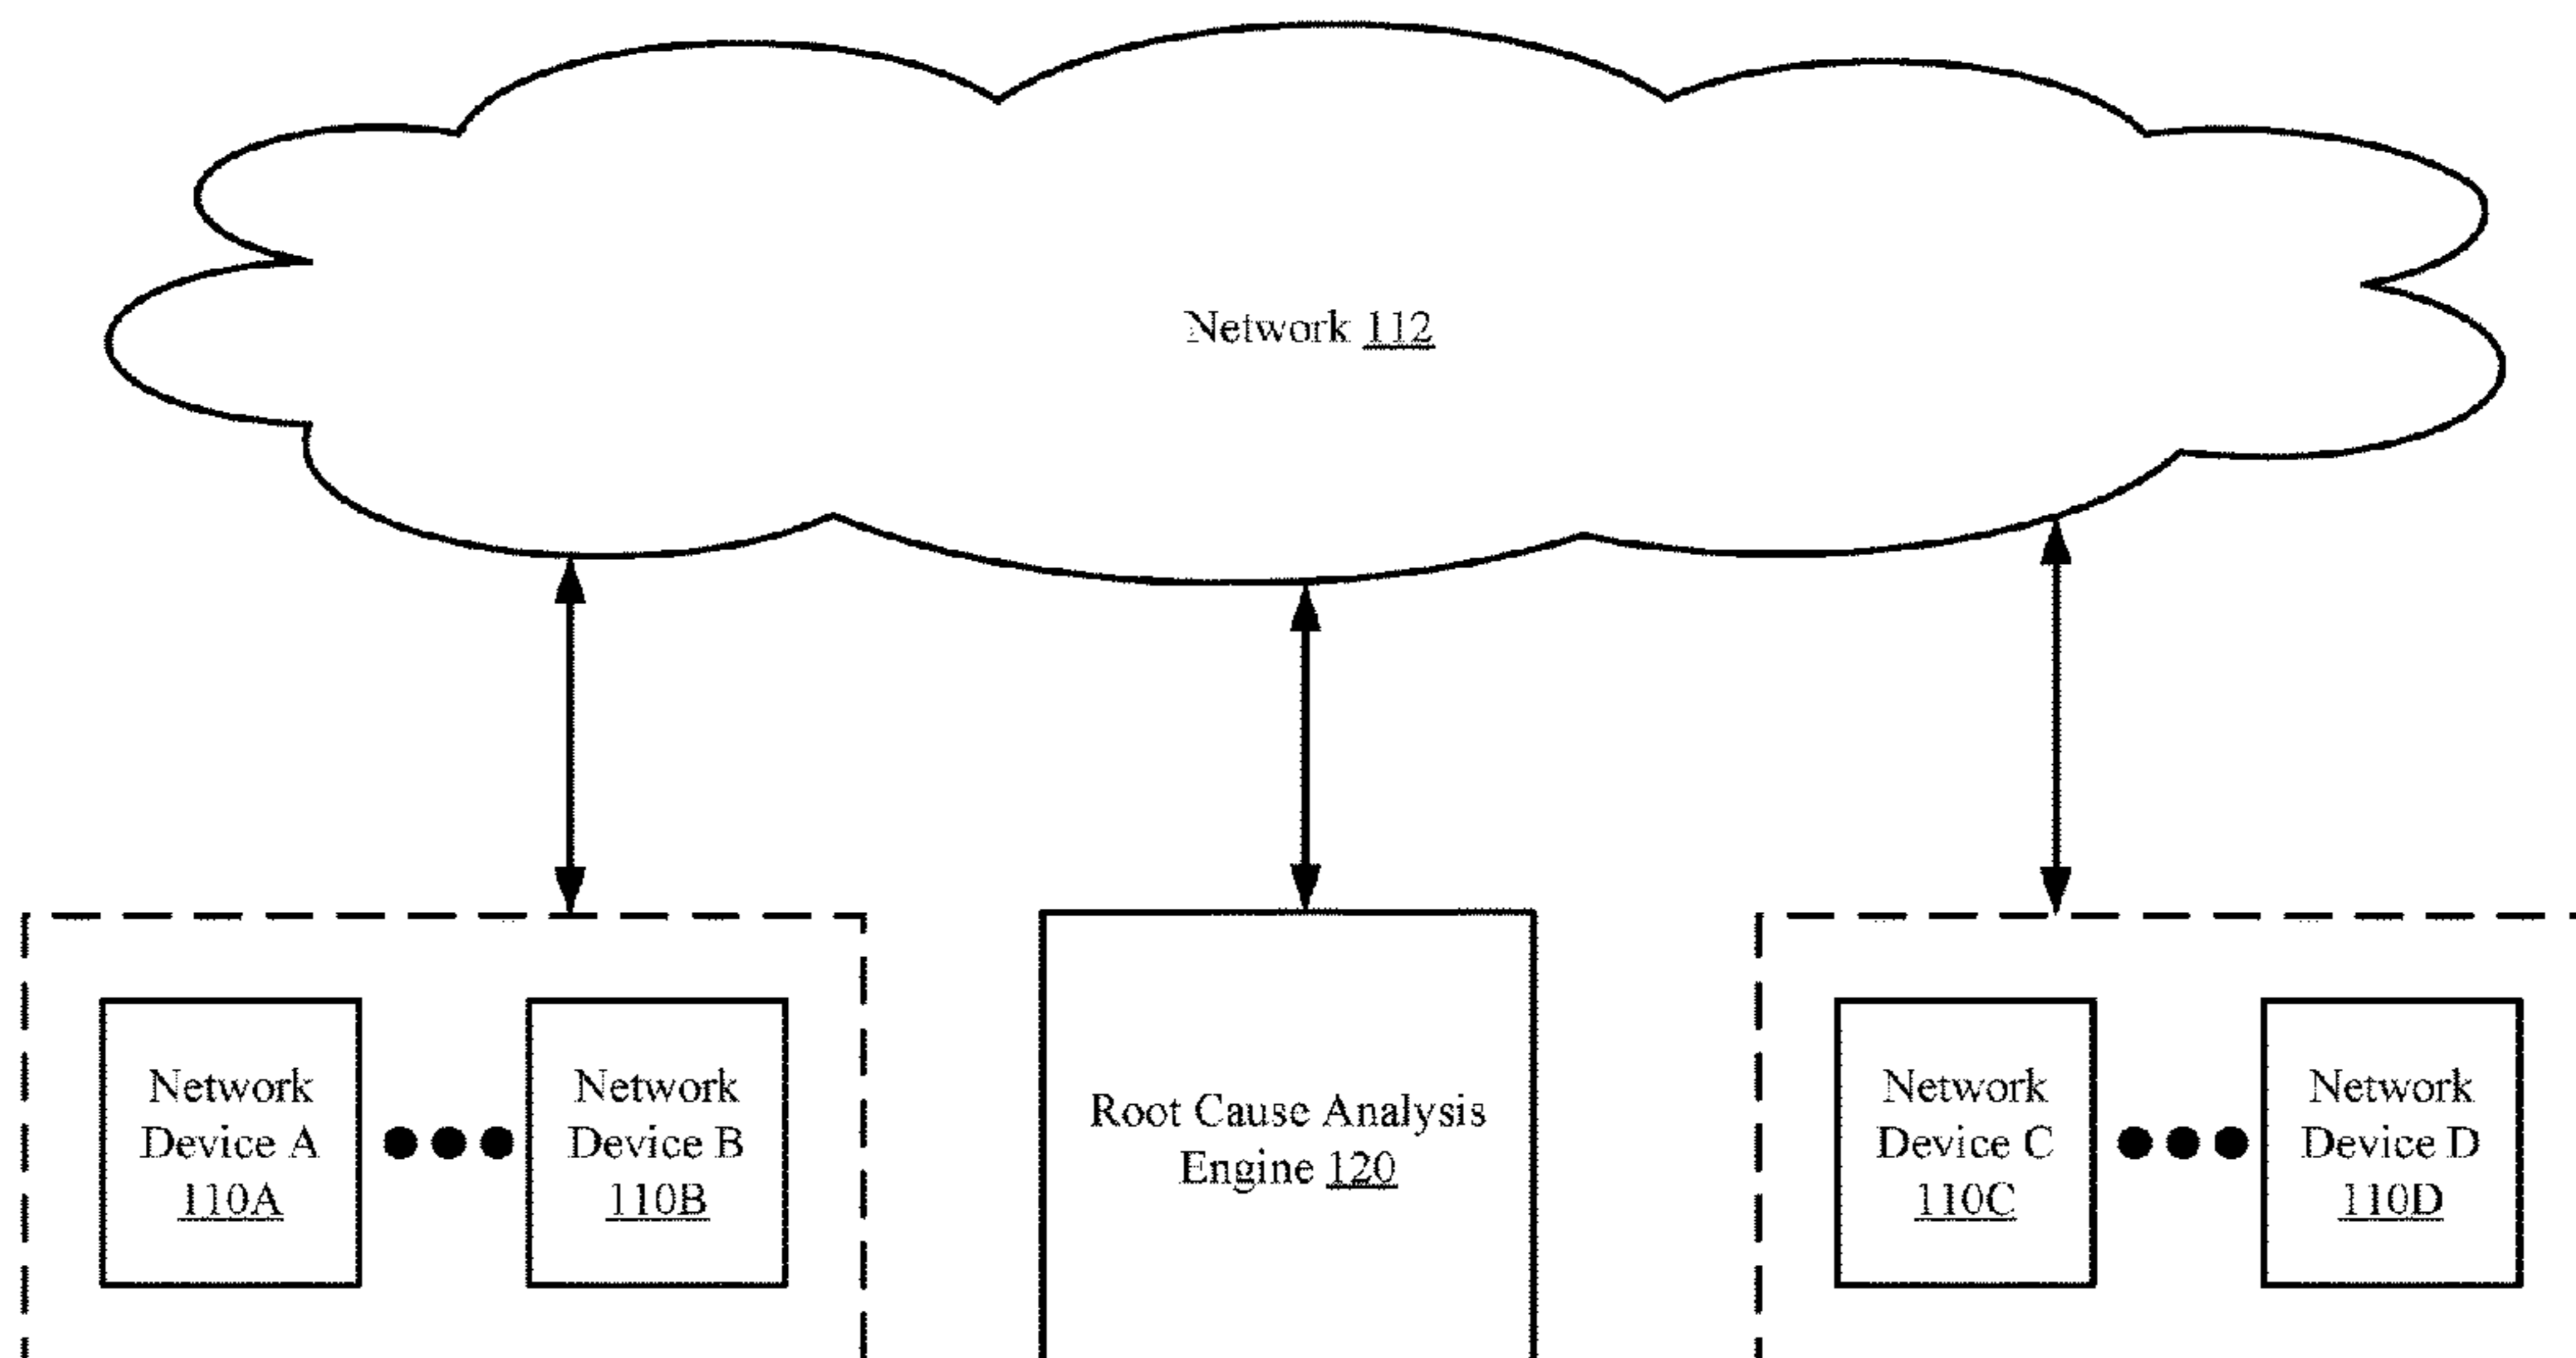 Network 112
Network
Device A
110A
Network
Device B
110B
Root Cause Analysis
Engine 120
Network
Device C
110C
Network
Device D
110D